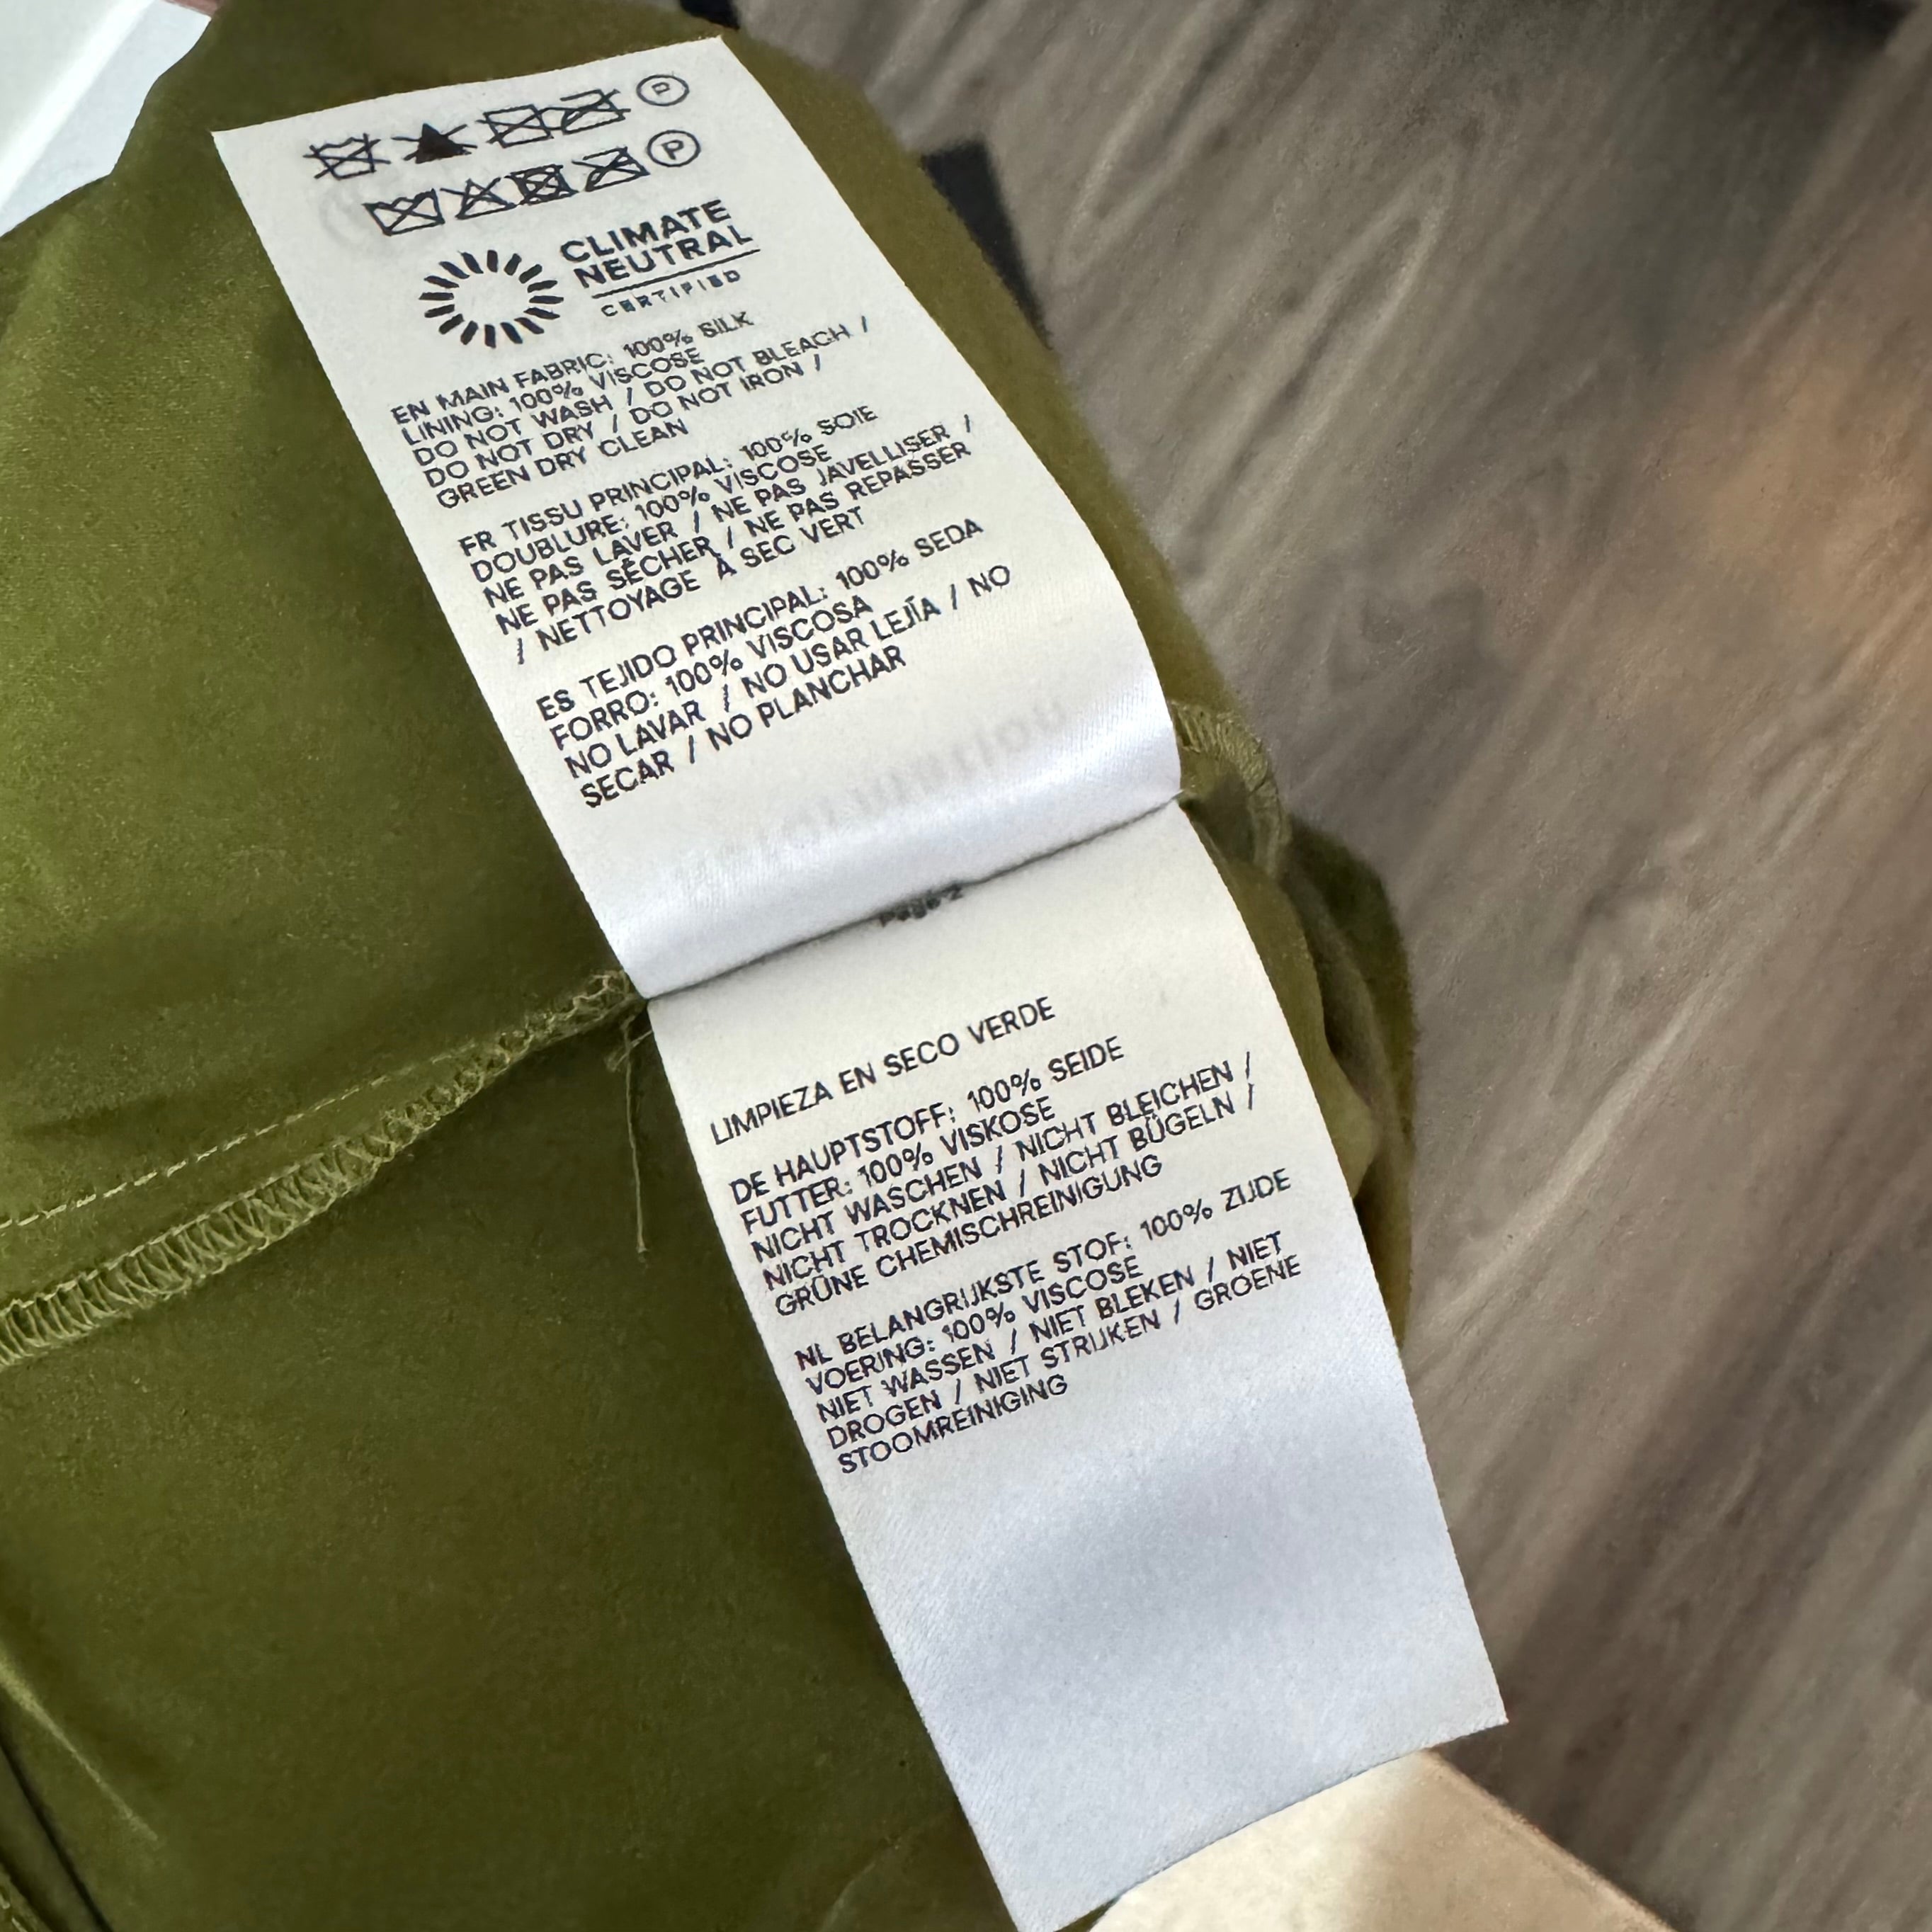 P
P
CLIMATE
NEUTRAL
CERTIFIED
EN MAIN FABRIC: 100% SILK
LINING: 100% VISCOSE
DO NOT WASH / DO NOT BLEACH /
DO NOT DRY / DO NOT IRON /
GREEN DRY CLEAN
FR TISSU PRINCIPAL: 100% SOIE
DOUBLURE: 100% VISCOSE
NE PAS LAVER / NE PAS JAVELLISER /
NE PAS SÉCHER / NE PAS REPASSER
/ NETTOYAGE À SEC VERT
ES TEJIDO PRINCIPAL: 100% SEDA
FORRO: 100% VISCOSA
NO LAVAR / NO USAR LEJÍA / NO
SECAR / NO PLANCHAR
Page 2
LIMPIEZA EN SECO VERDE
DE HAUPTSTOFF: 100% SEIDE
FUTTER: 100% VISKOSE
NICHT WASCHEN / NICHT BLEICHEN /
NICHT TROCKNEN / NICHT BÜGELN /
GRÜNE CHEMISCHREINIGUNG
NL BELANGRIJKSTE STOF: 100% ZIJDE
VOERING: 100% VISCOSE
NIET WASSEN / NIET BLEKEN / NIET
DROGEN / NIET STRIJKEN / GROENE
STOOMREINIGING